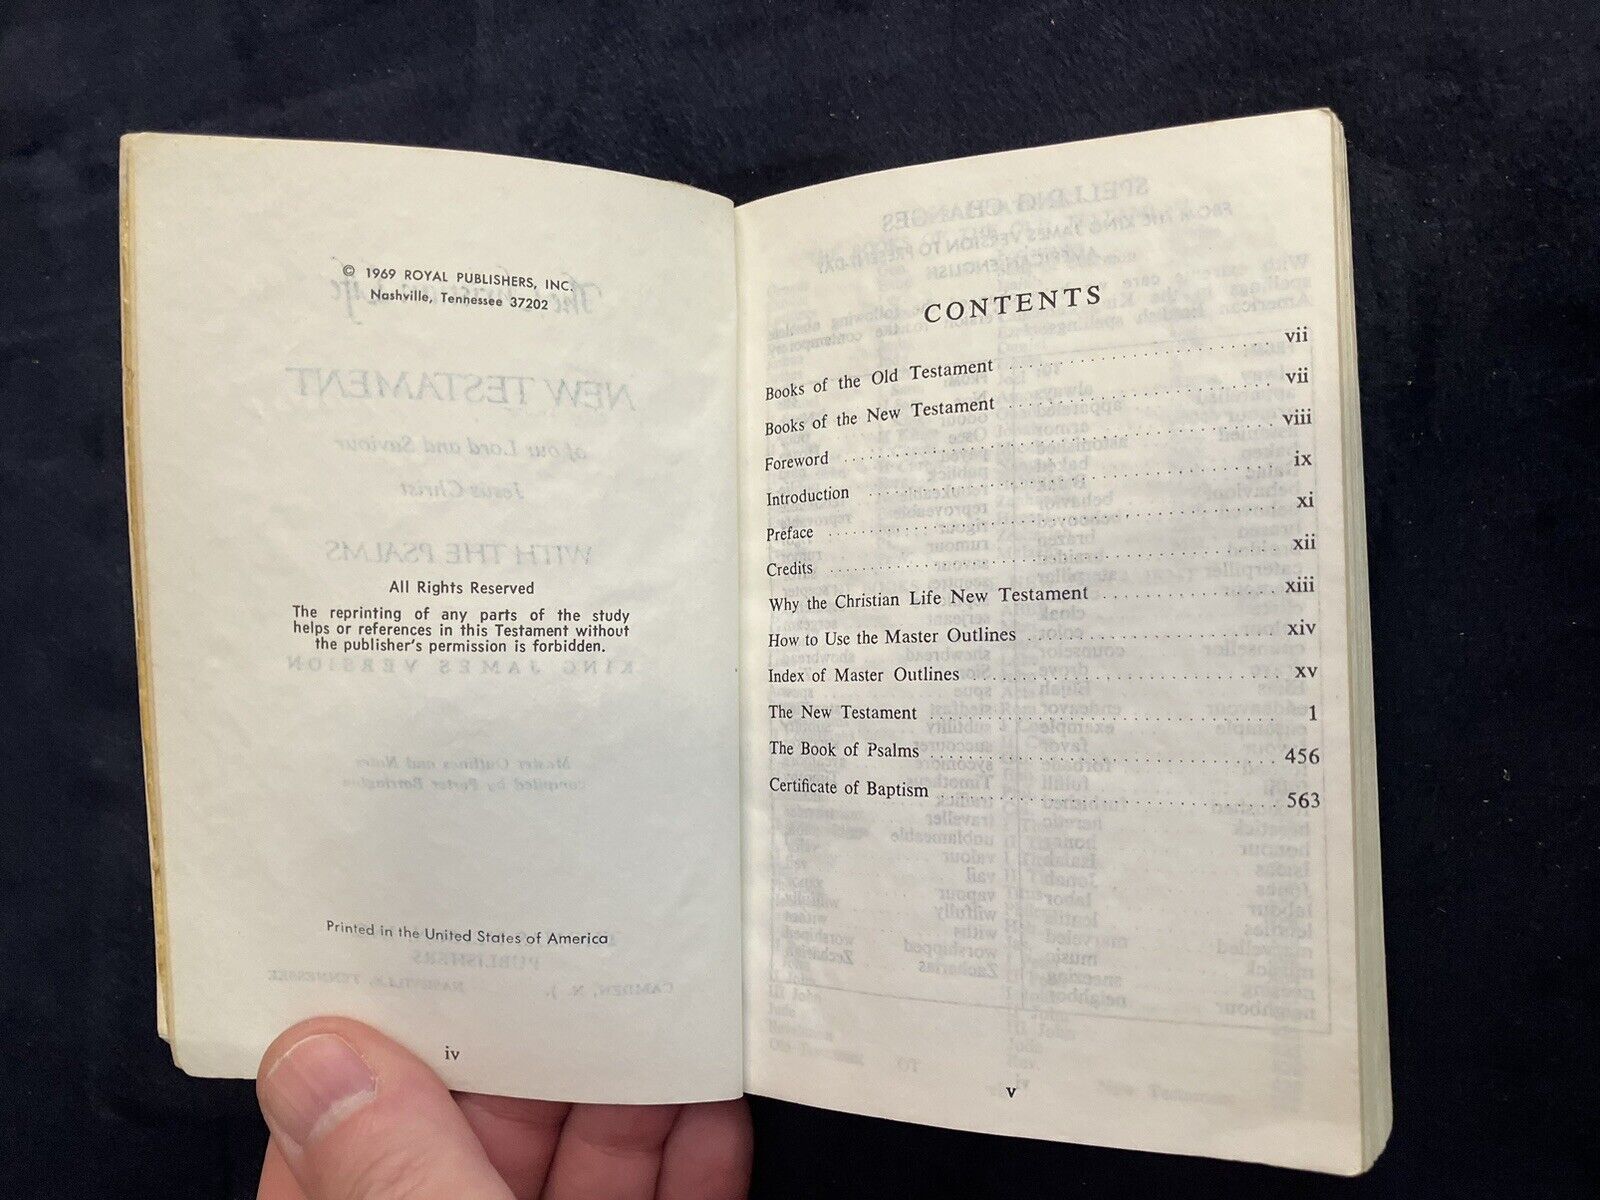 © 1969 ROYAL PUBLISHERS, INC.
Nashville, Tennessee 37202
All Rights Reserved
The reprinting of any parts of the study
helps or references in this Testament without
the publisher's permission is forbidden.
Printed in the United States of America
iv
CONTENTS
Books of the Old Testament vii
Books of the New Testament vii
Foreword viii
Introduction ix
Preface xi
Credits xii
Why the Christian Life New Testament xiii
How to Use the Master Outlines xiv
Index of Master Outlines xv
The New Testament 1
The Book of Psalms 456
Certificate of Baptism 563
v